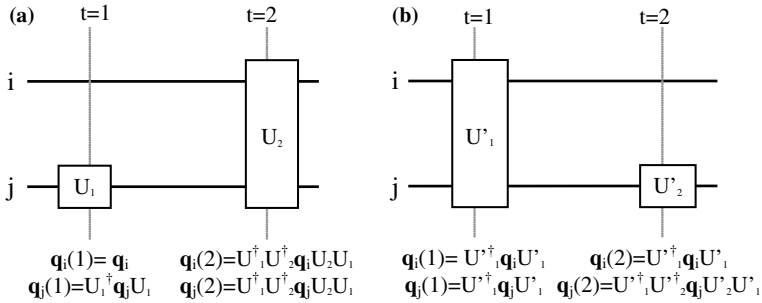 (a) t=1 t=2
i
U₂
j U₁
𝐪ᵢ(1)= 𝐪ᵢ 𝐪ᵢ(2)=U†₁U†₂𝐪ᵢU₂U₁
𝐪ⱼ(1)=U₁†𝐪ⱼU₁ 𝐪ⱼ(2)=U†₁U†₂𝐪ⱼU₂U₁
(b) t=1 t=2
i
U'₁
j U'₂
𝐪ᵢ(1)= U'†₁𝐪ᵢU'₁ 𝐪ᵢ(2)=U'†₁𝐪ᵢU'₁
𝐪ⱼ(1)=U'†₁𝐪ⱼU'₁ 𝐪ⱼ(2)=U'†₁U'†₂𝐪ⱼU'₂U'₁